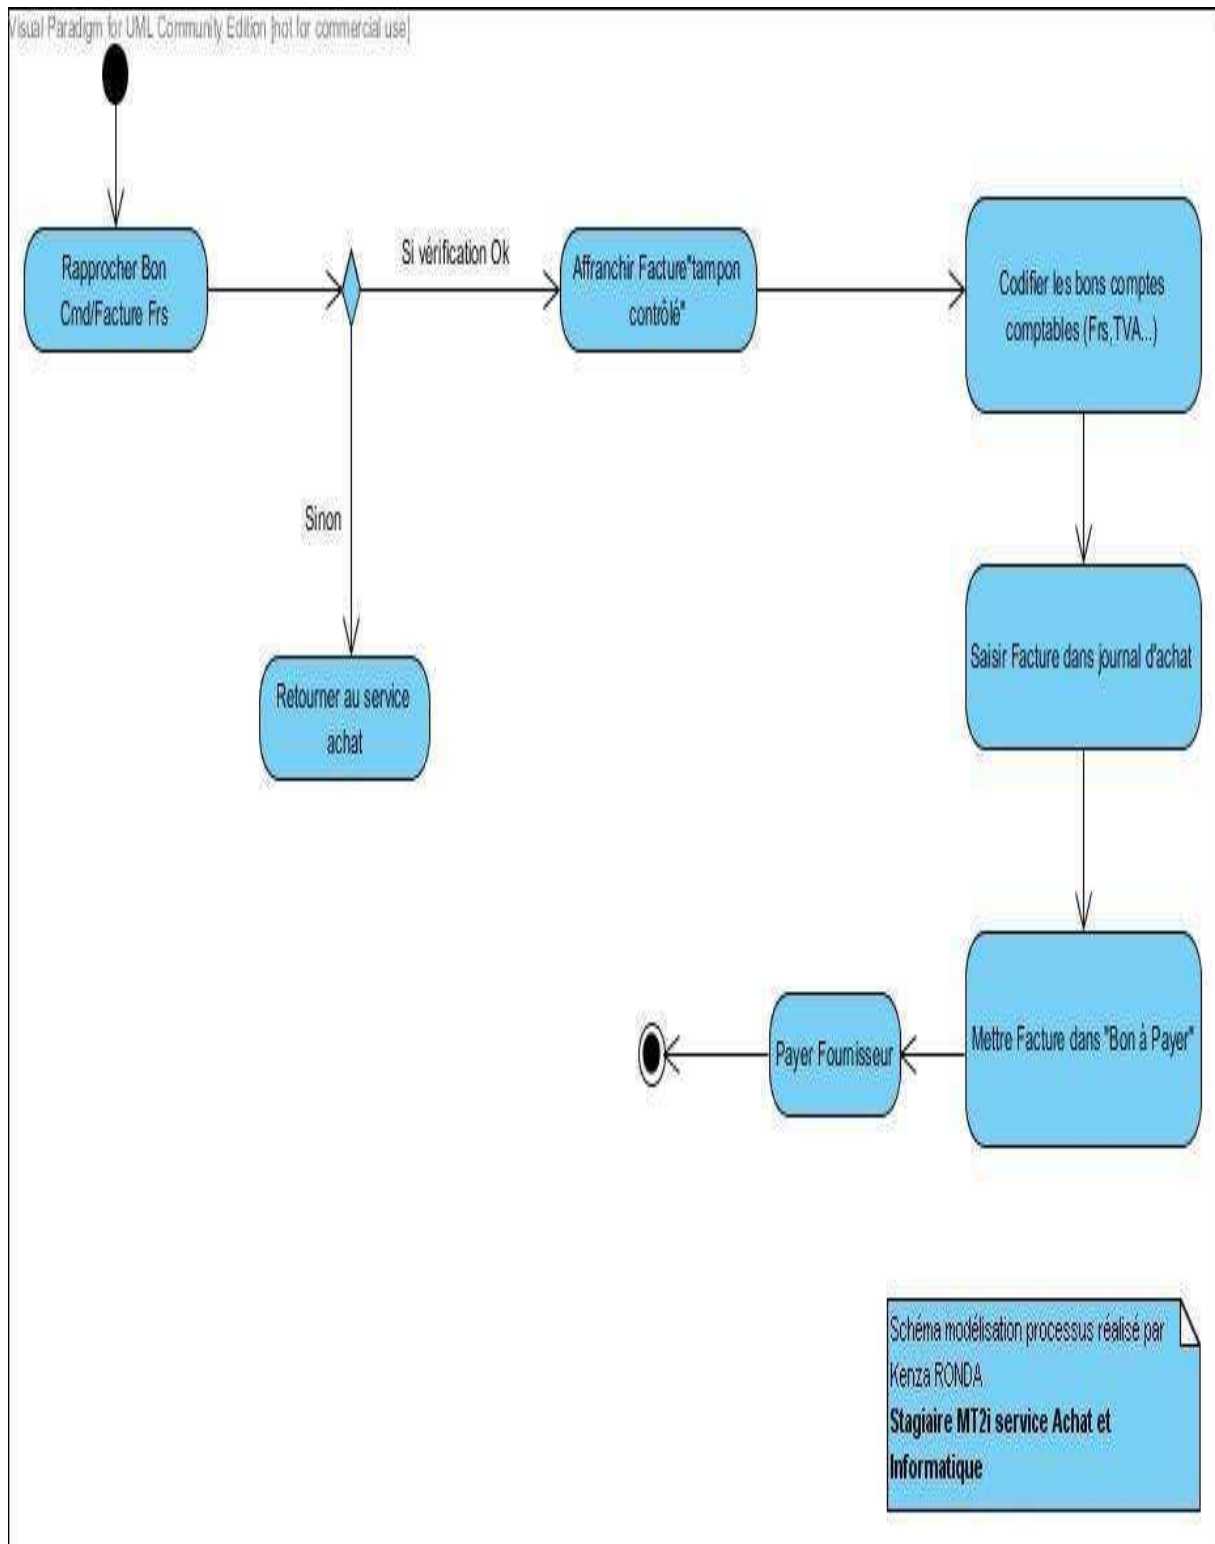 Visual Paradigm for UML Community Edition [not for commercial use]
Rapprocher Bon
Cmd/Facture Frs
Si vérification Ok
Affranchir Facture"tampon
contrôlé"
Codifier les bons comptes
comptables (Frs,TVA...)
Sinon
Retourner au service
achat
Saisir Facture dans journal d'achat
Mettre Facture dans "Bon à Payer"
Payer Fournisseur
Schéma modélisation processus réalisé par
Kenza RONDA
Stagiaire MT2i service Achat et
Informatique